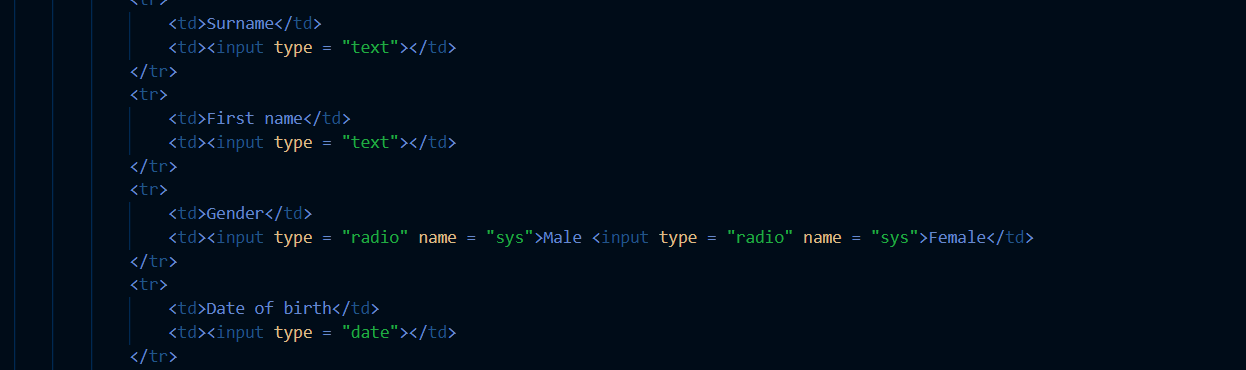 <tr>
<td>Surname</td>
<td><input type = "text"></td>
</tr>
<tr>
<td>First name</td>
<td><input type = "text"></td>
</tr>
<tr>
<td>Gender</td>
<td><input type = "radio" name = "sys">Male <input type = "radio" name = "sys">Female</td>
</tr>
<tr>
<td>Date of birth</td>
<td><input type = "date"></td>
</tr>